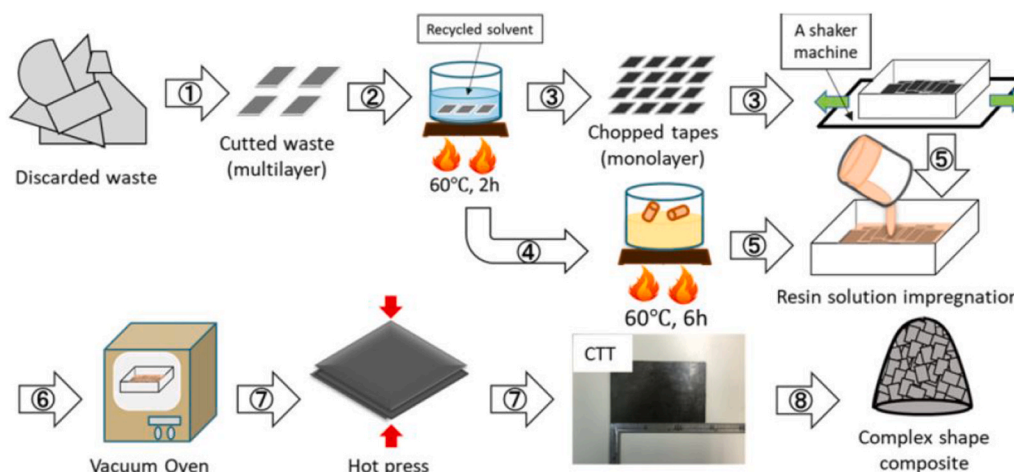 Recycled solvent
A shaker
machine
①
②
③
③
Discarded waste
Cutted waste
(multilayer)
60℃, 2h
Chopped tapes
(monolayer)
⑤
④
⑤
60℃, 6h
Resin solution impregnation
⑥
⑦
⑦
CTT
⑧
Vacuum Oven
Hot press
Complex shape
composite